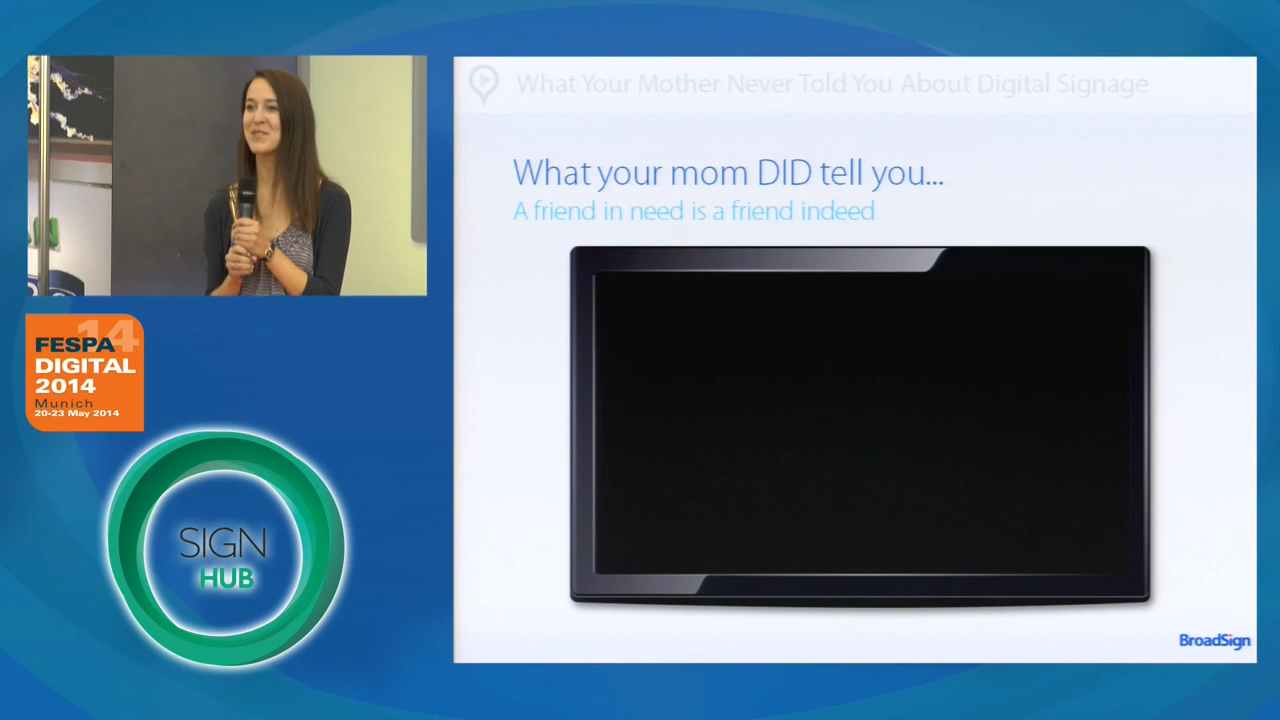 What Your Mother Never Told You About Digital Signage
What your mom DID tell you...
A friend in need is a friend indeed
14
FESPA
DIGITAL
2014
Munich
20-23 May 2014
SIGN
HUB
BroadSign